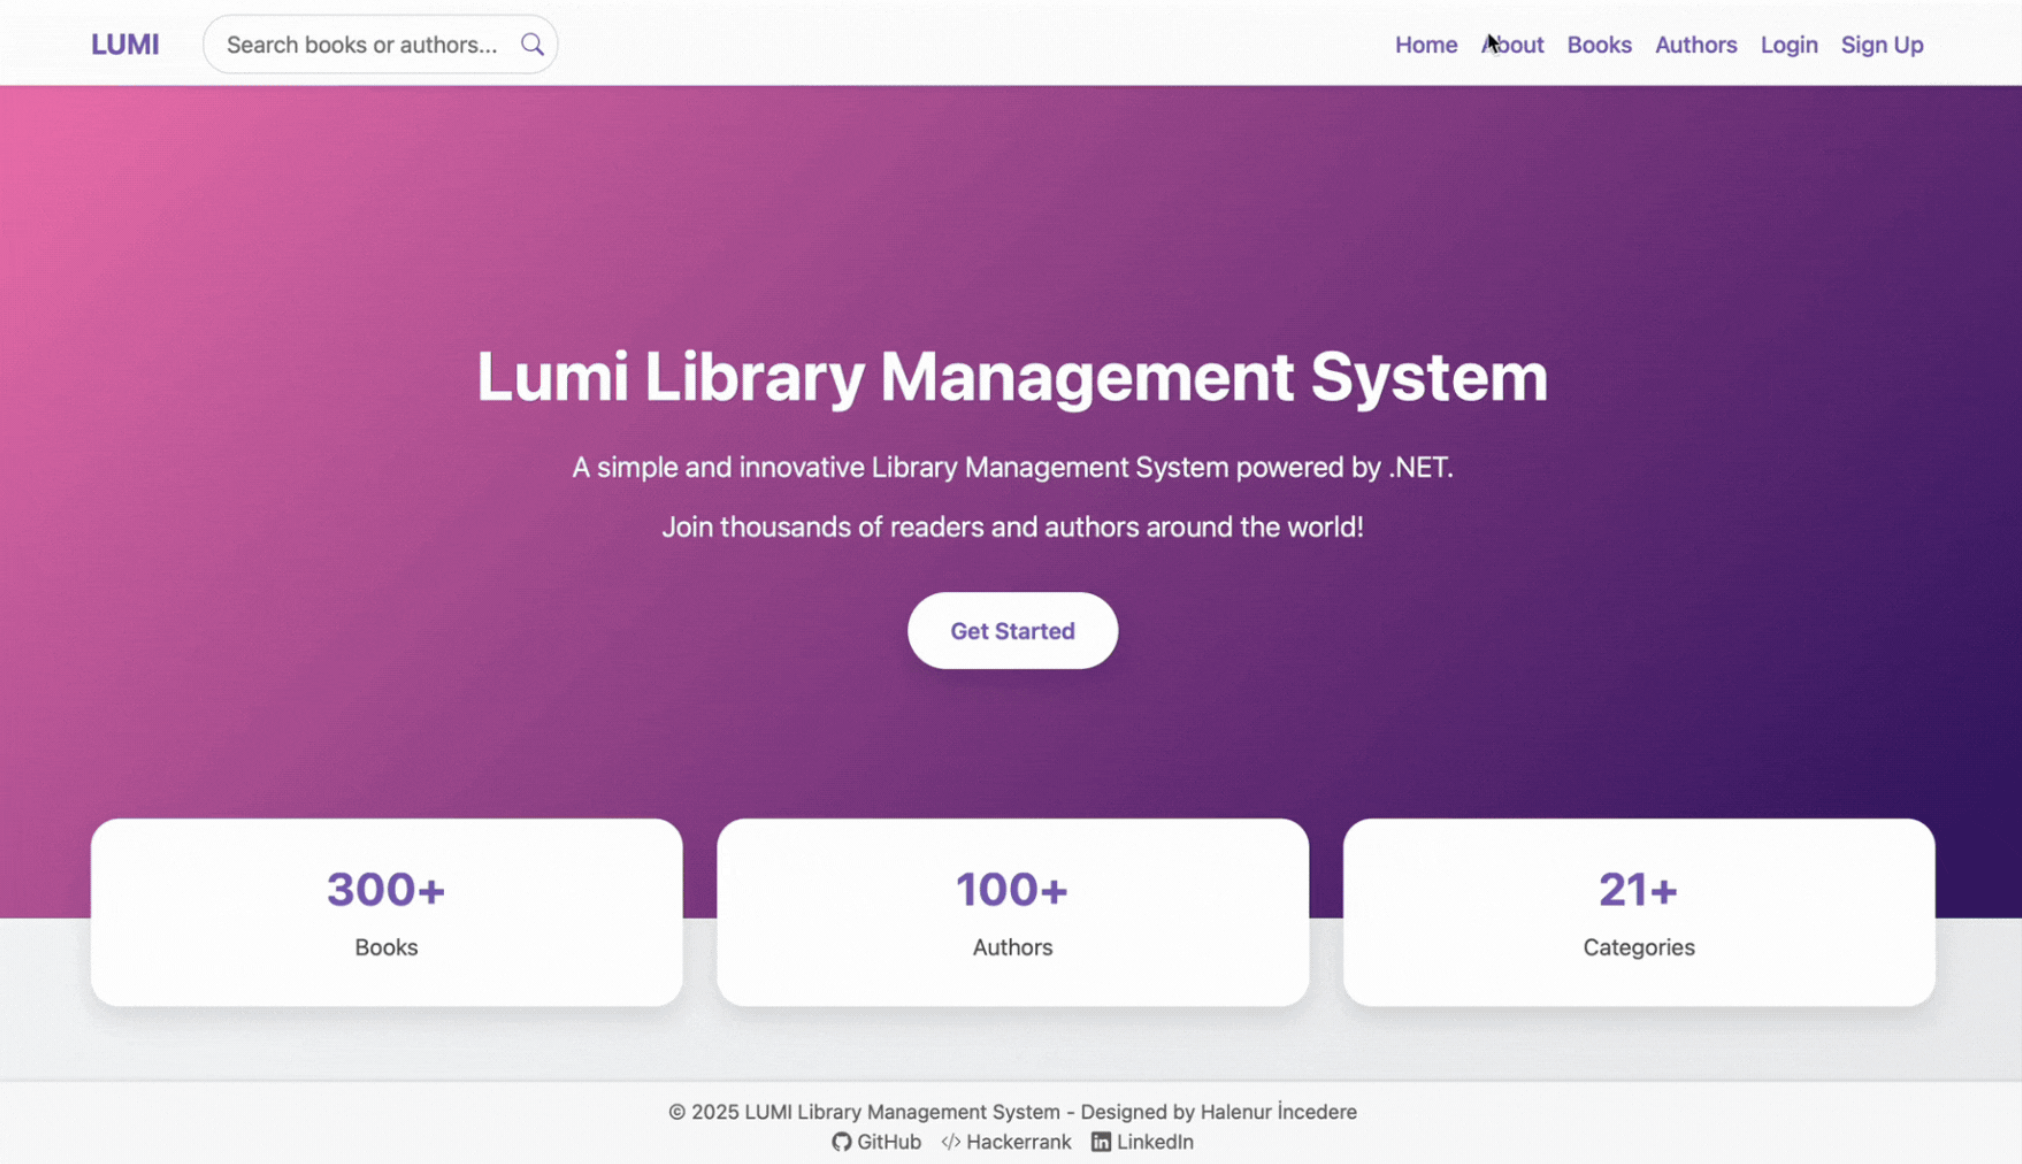 LUMI
Search books or authors...
Home About Books Authors Login Sign Up
Lumi Library Management System
A simple and innovative Library Management System powered by .NET.
Join thousands of readers and authors around the world!
Get Started
300+
Books
100+
Authors
21+
Categories
© 2025 LUMI Library Management System - Designed by Halenur İncedere
GitHub </> Hackerrank LinkedIn